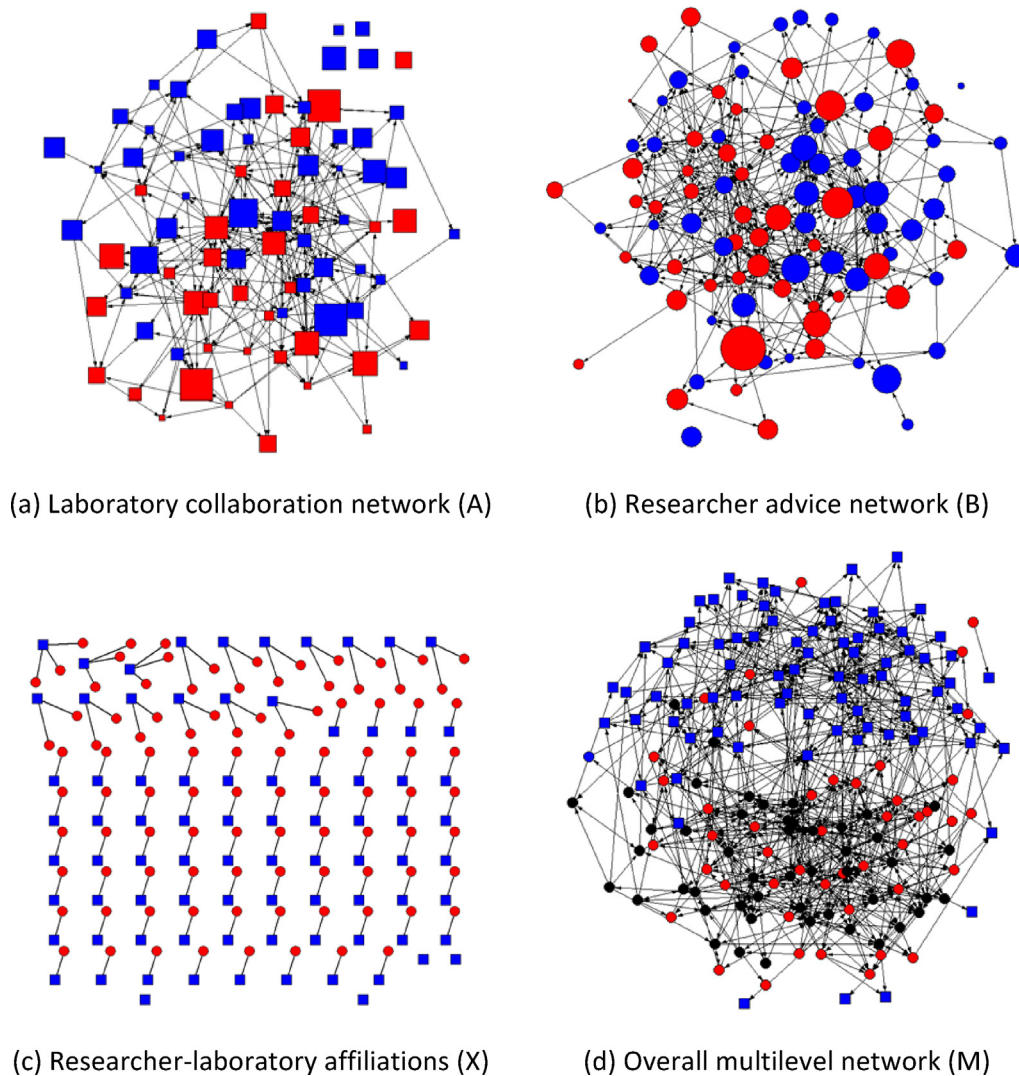 (a) Laboratory collaboration network (A)
(b) Researcher advice network (B)
(c) Researcher-laboratory affiliations (X)
(d) Overall multilevel network (M)